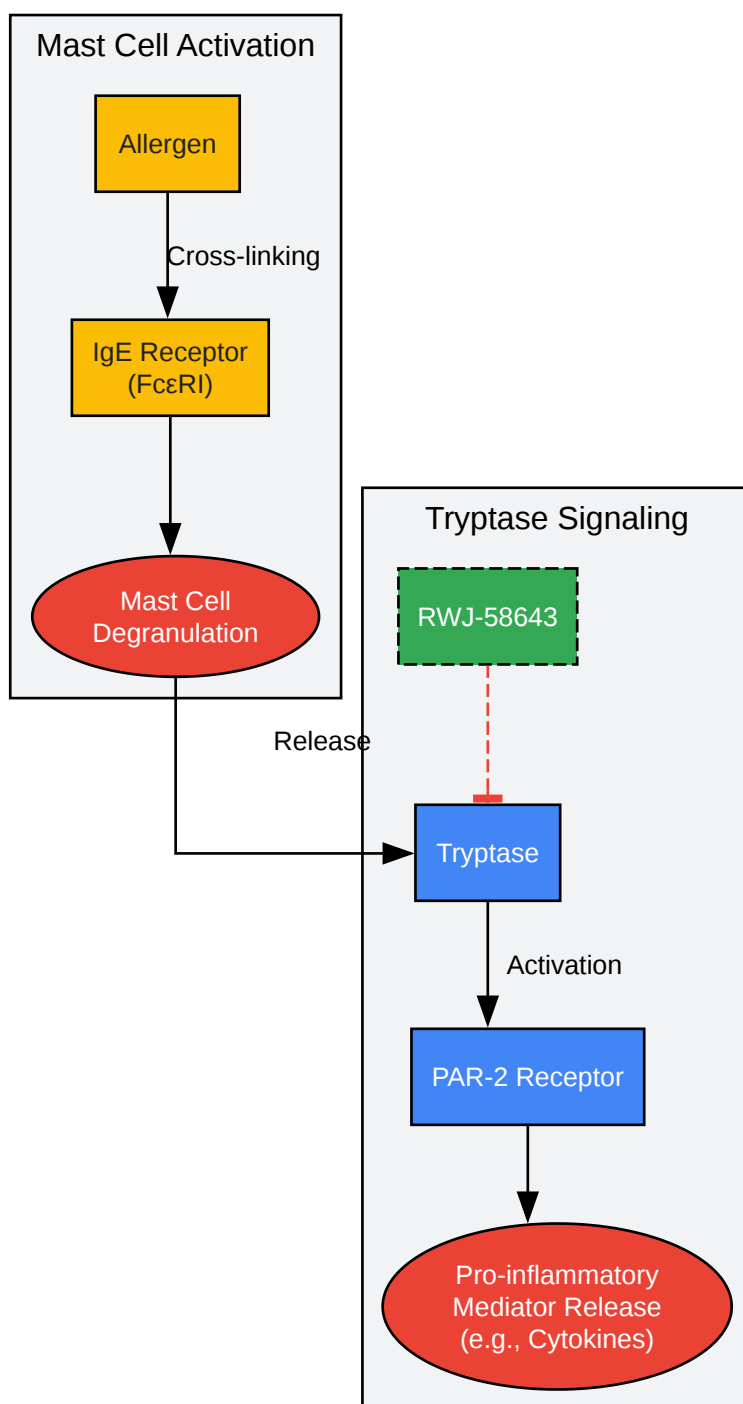 Mast Cell Activation
Allergen
Cross-linking
IgE Receptor
(FcεRI)
Mast Cell
Degranulation
Release
Tryptase Signaling
RWJ-58643
Tryptase
Activation
PAR-2 Receptor
Pro-inflammatory
Mediator Release
(e.g., Cytokines)